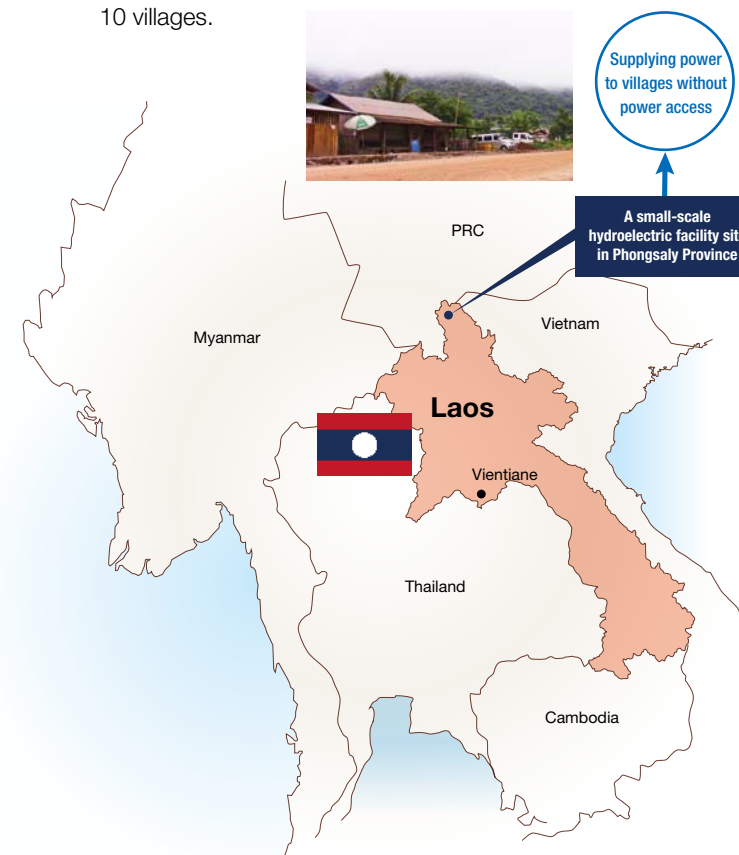 10 villages.
Supplying power
to villages without
power access
A small-scale
hydroelectric facility sit
in Phongsaly Province
PRC
Myanmar
Vietnam
Laos
Vientiane
Thailand
Cambodia